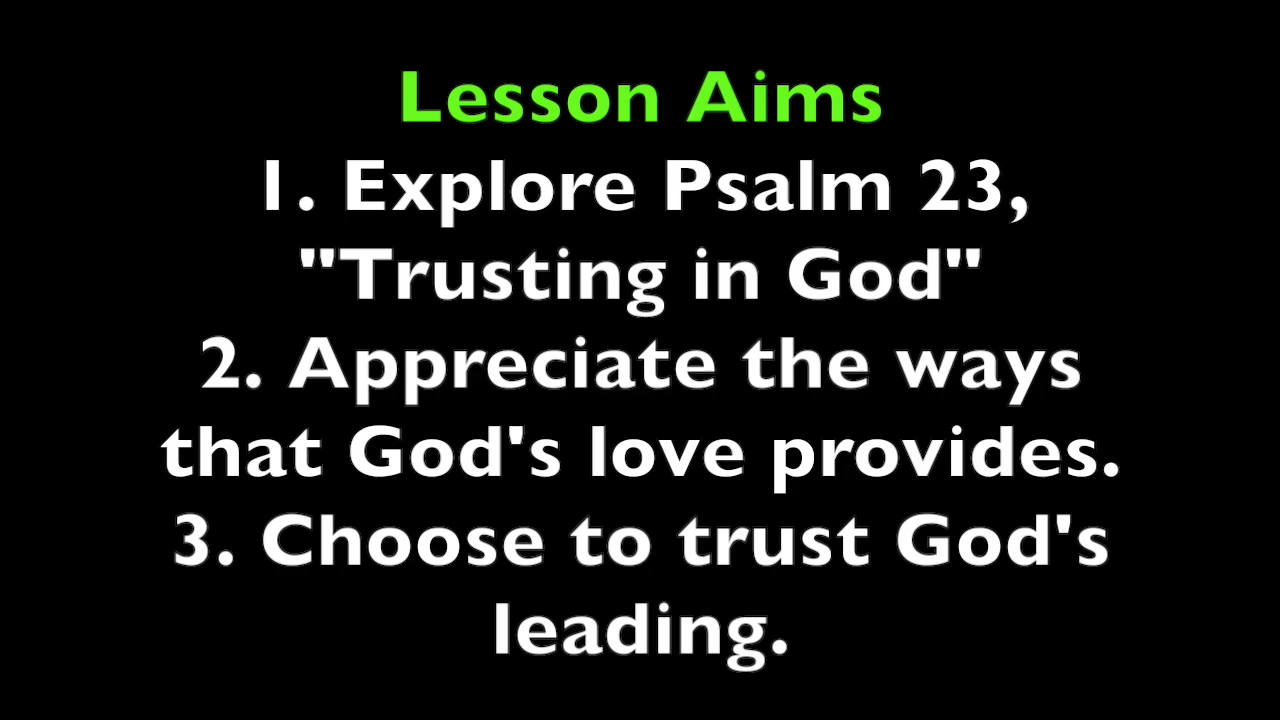 Lesson Aims
1. Explore Psalm 23,
"Trusting in God"
2. Appreciate the ways
that God's love provides.
3. Choose to trust God's
leading.